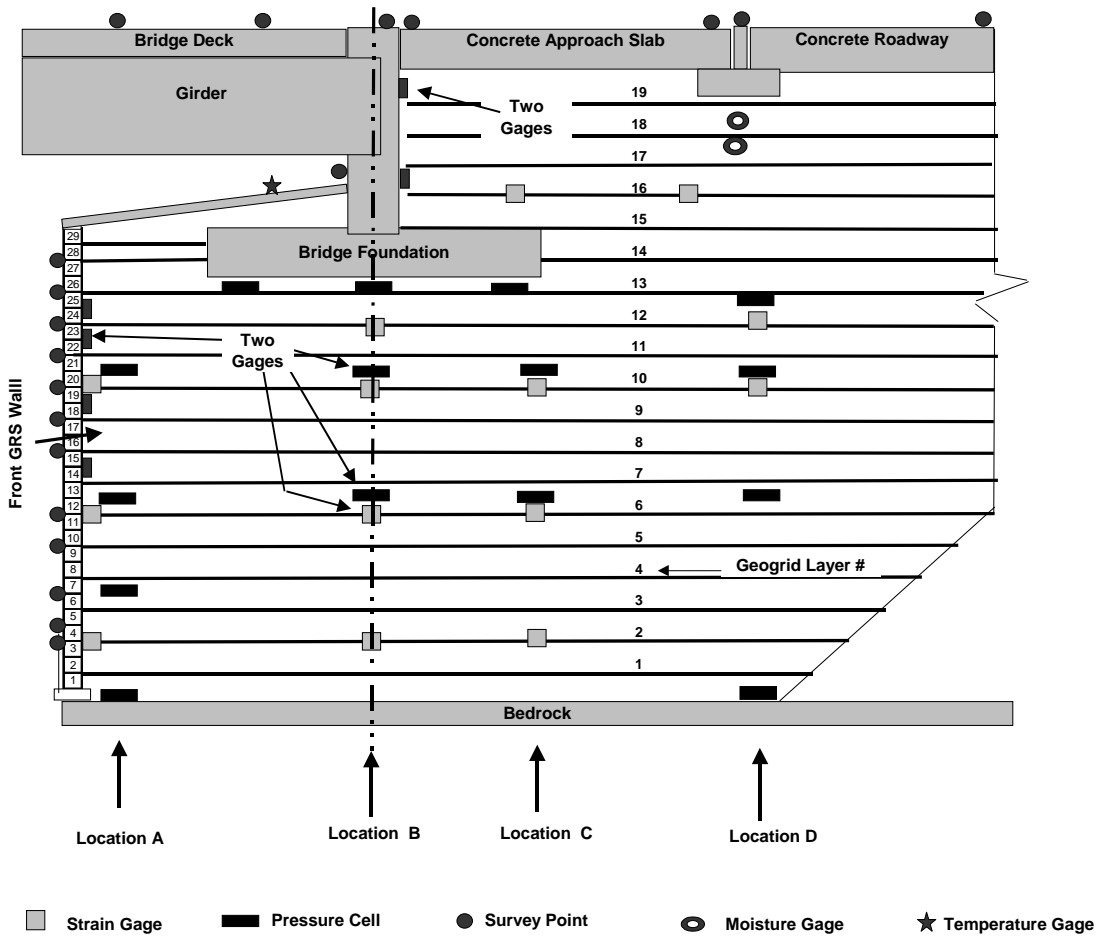 Bridge Deck
Concrete Approach Slab
Concrete Roadway
Girder
Two
Gages
19
18
17
16
15
14
13
12
11
10
9
8
7
6
5
4
3
2
1
Bridge Foundation
Two
Gages
Geogrid Layer #
Front GRS Walll
29
28
27
26
25
24
23
22
21
20
19
18
17
16
15
14
13
12
11
10
9
8
7
6
5
4
3
2
1
Bedrock
Location A
Location B
Location C
Location D
Strain Gage
Pressure Cell
Survey Point
Moisture Gage
Temperature Gage